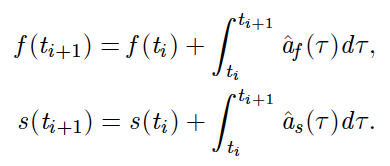 f(t_{i+1}) = f(t_i) + \int_{t_i}^{t_{i+1}} \hat{a}_f(\tau)d\tau,
s(t_{i+1}) = s(t_i) + \int_{t_i}^{t_{i+1}} \hat{a}_s(\tau)d\tau.